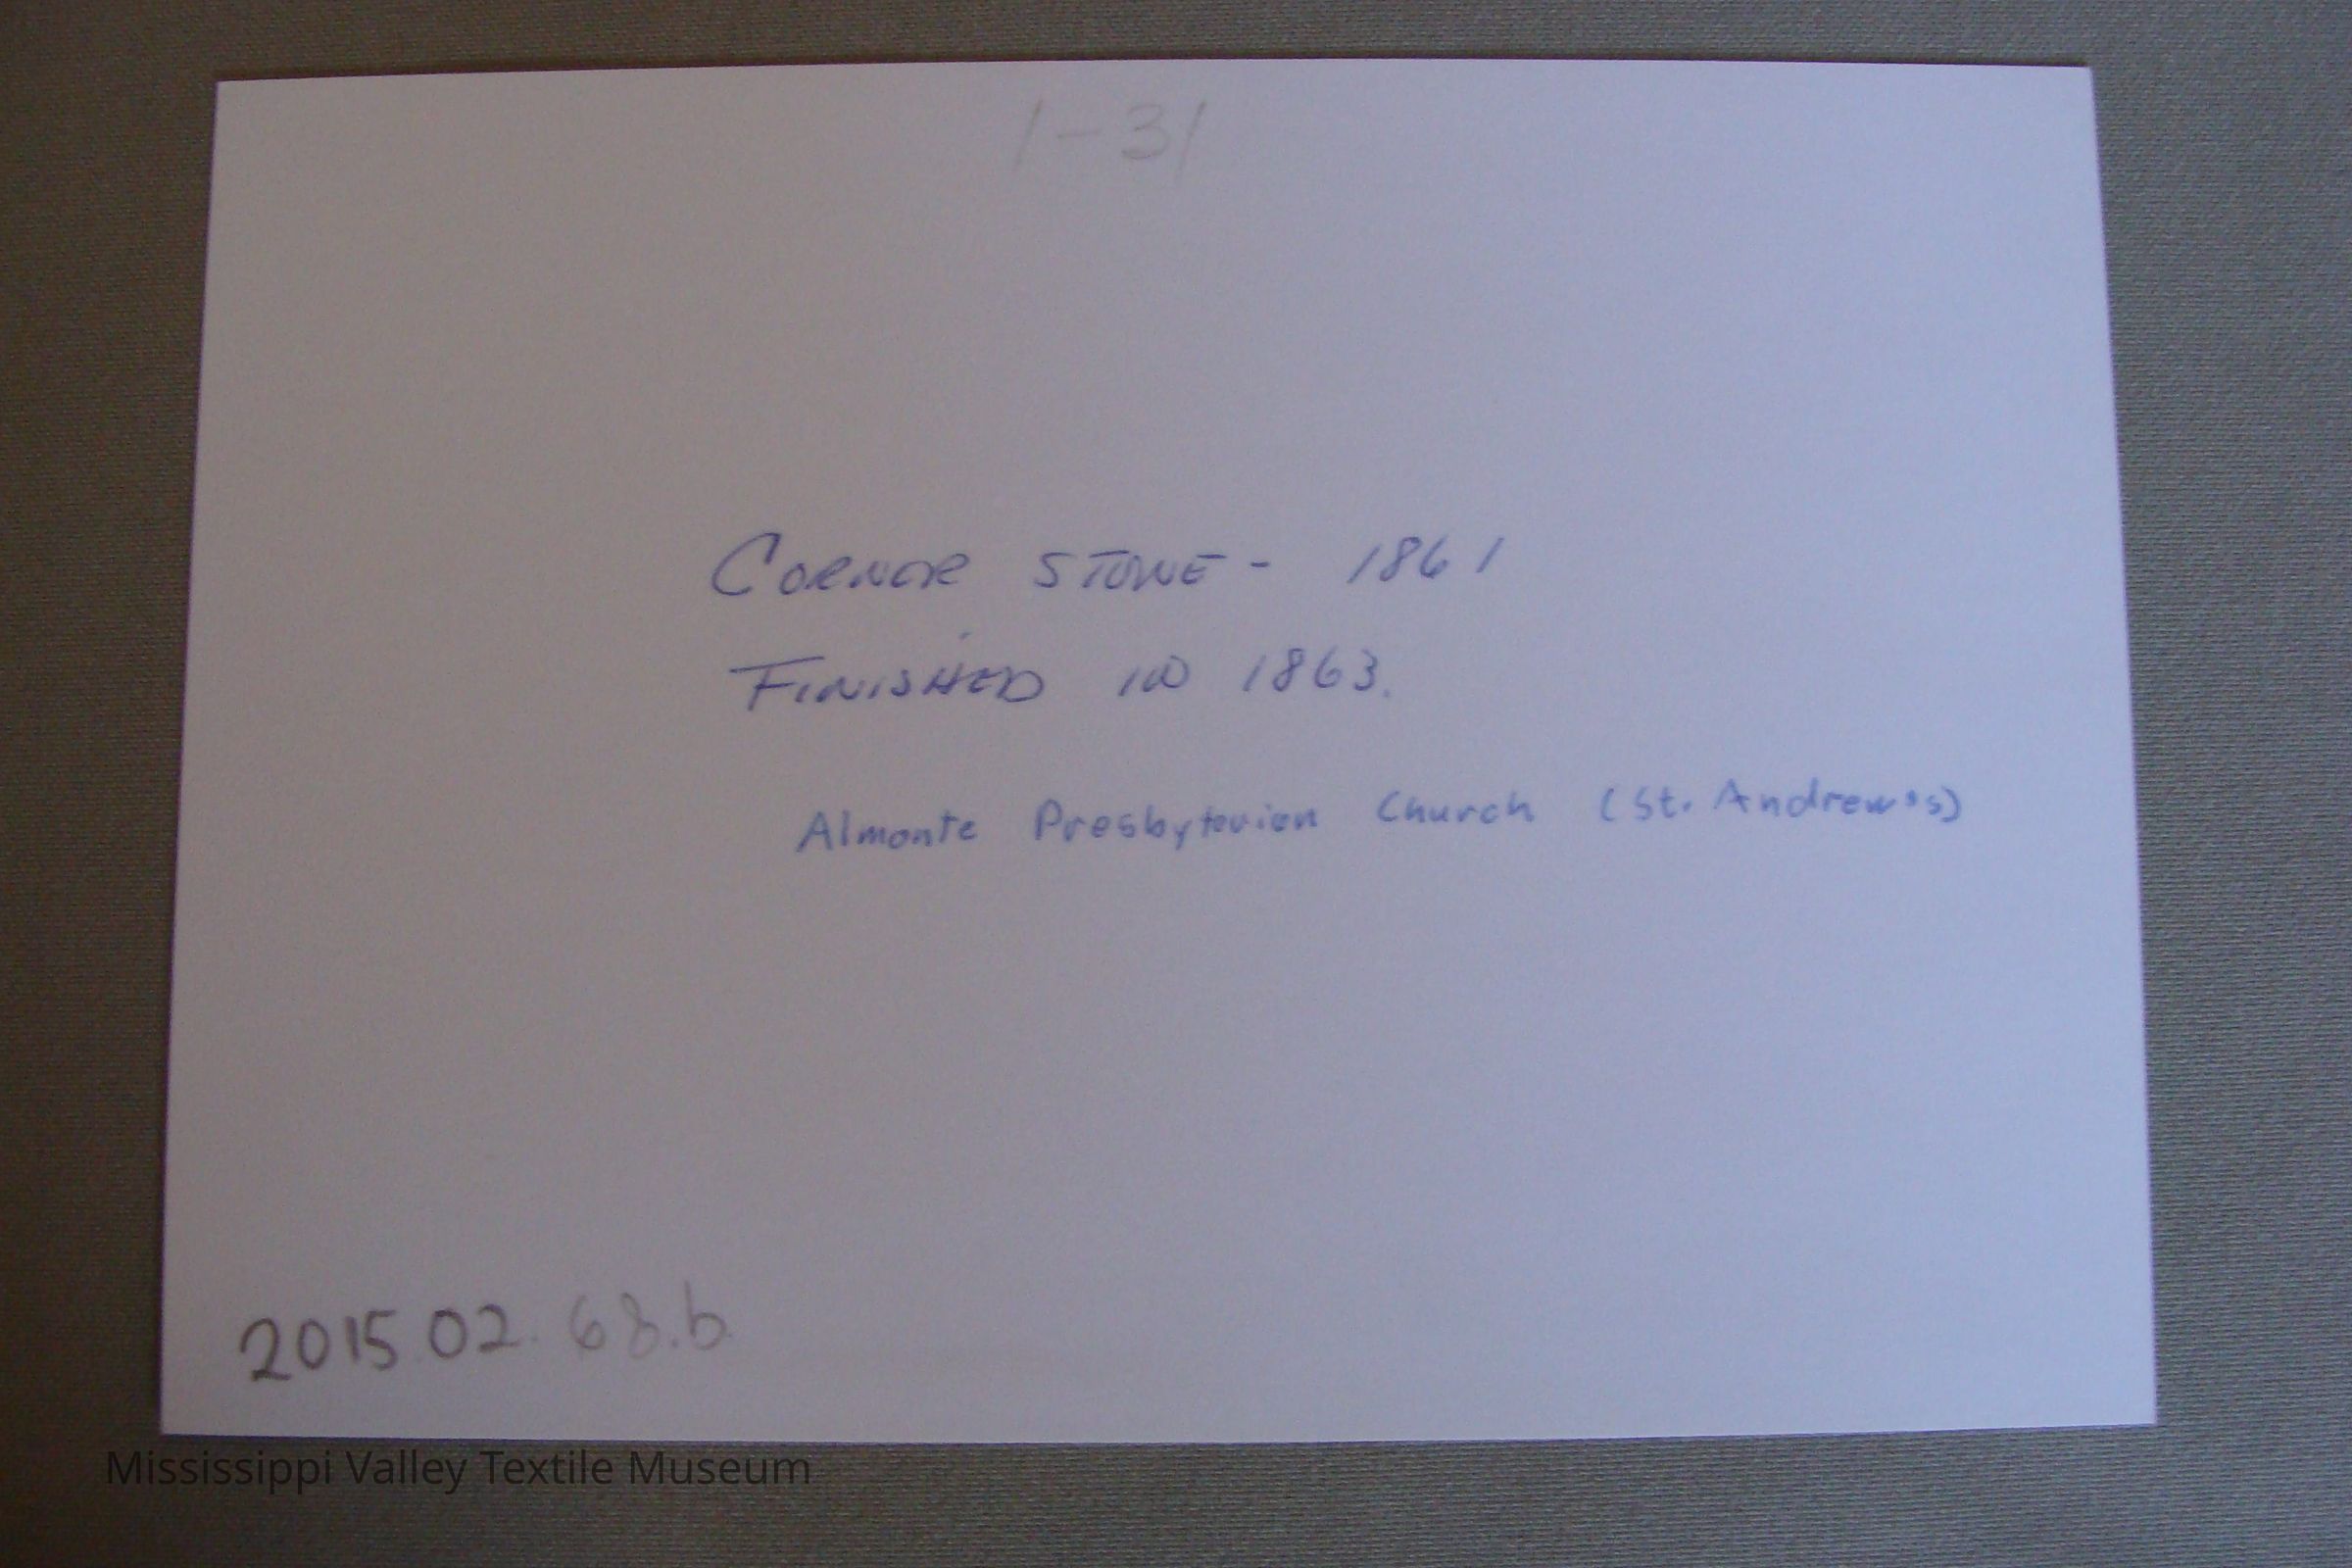 1-31
CORNER STONE - 1861
FINISHED IN 1863.
Almonte Presbyterian Church (St. Andrew's)
2015.02.68.b
Mississippi Valley Textile Museum